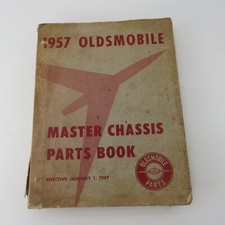 1957 OLDSMOBILE
MASTER CHASSIS
PARTS BOOK
EFFECTIVE JANUARY 1, 1957
OLDSMOBILE
PARTS